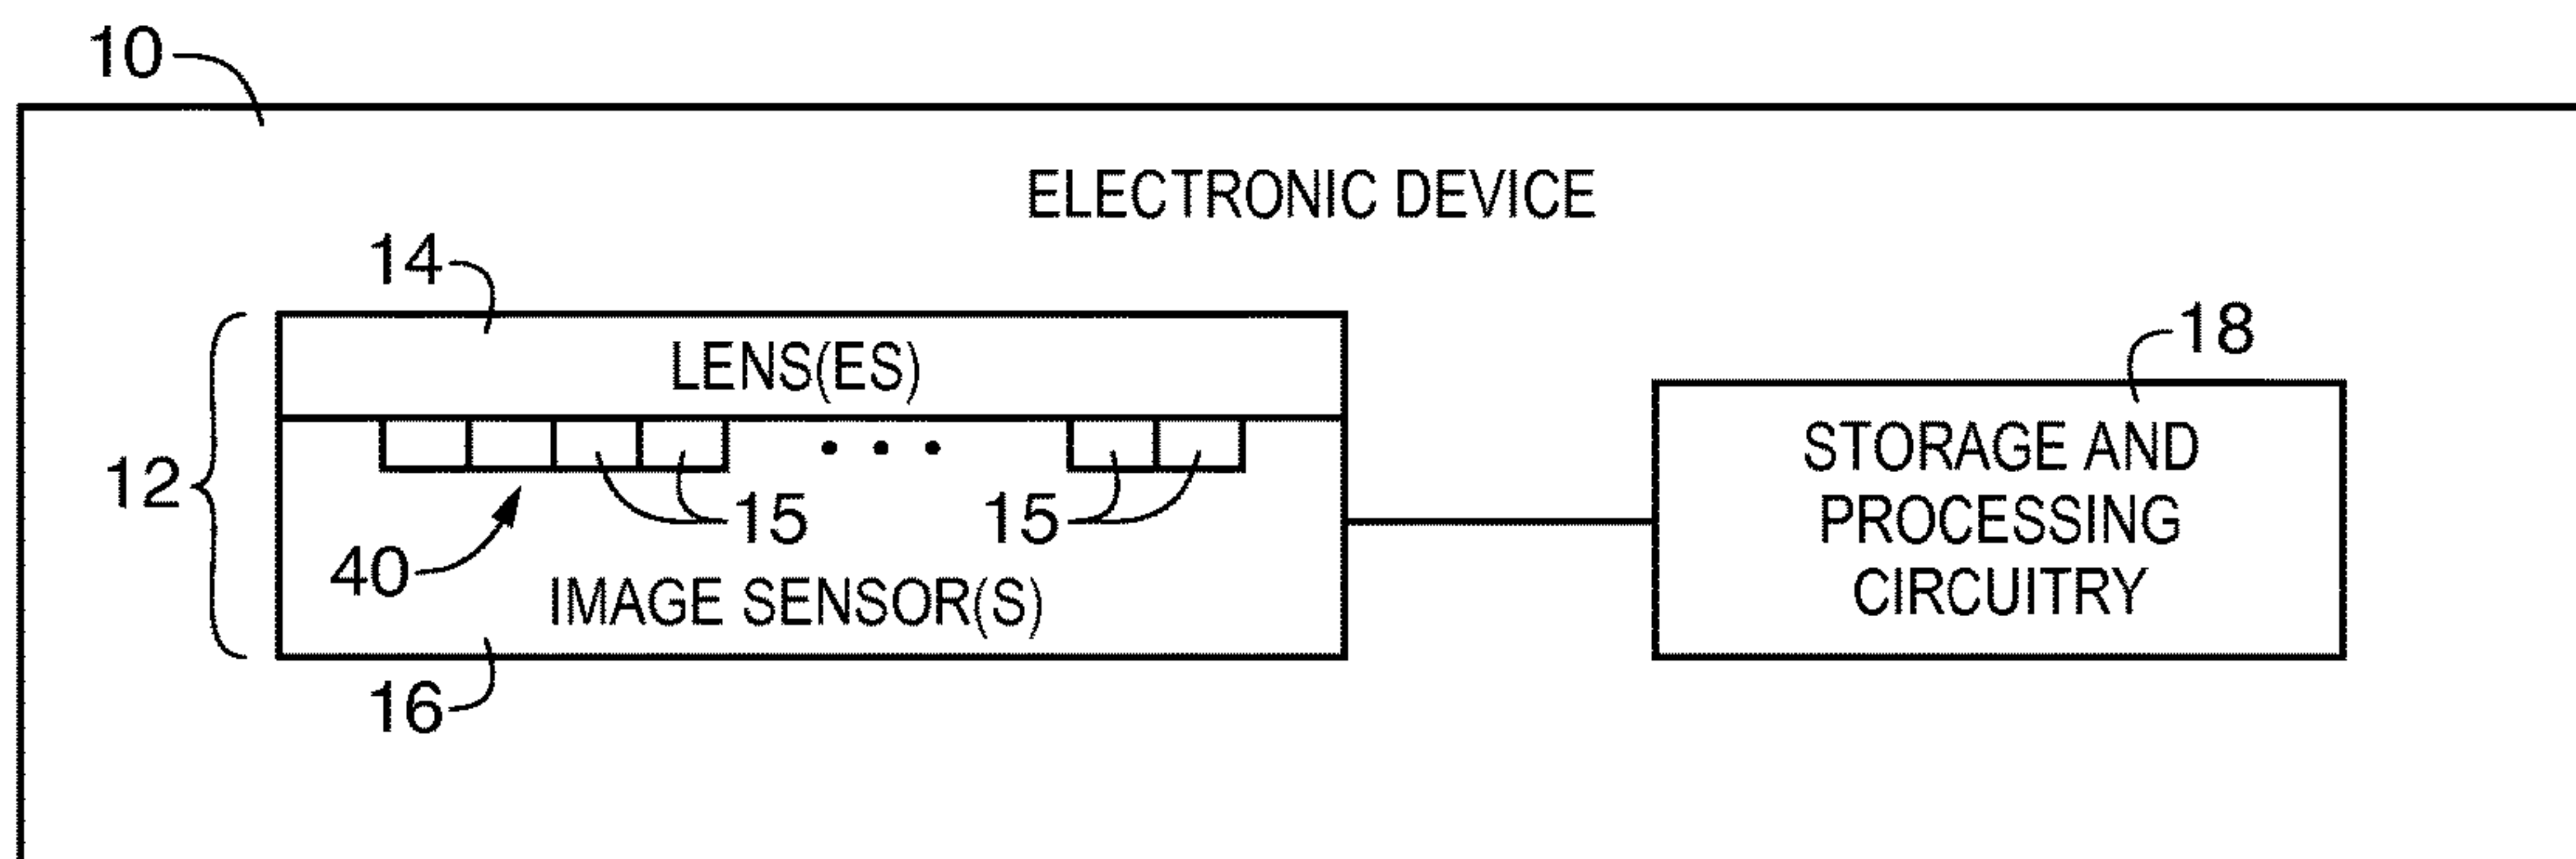 10
ELECTRONIC DEVICE
14
LENS(ES)
18
STORAGE AND
PROCESSING
CIRCUITRY
12
15
15
40
IMAGE SENSOR(S)
16